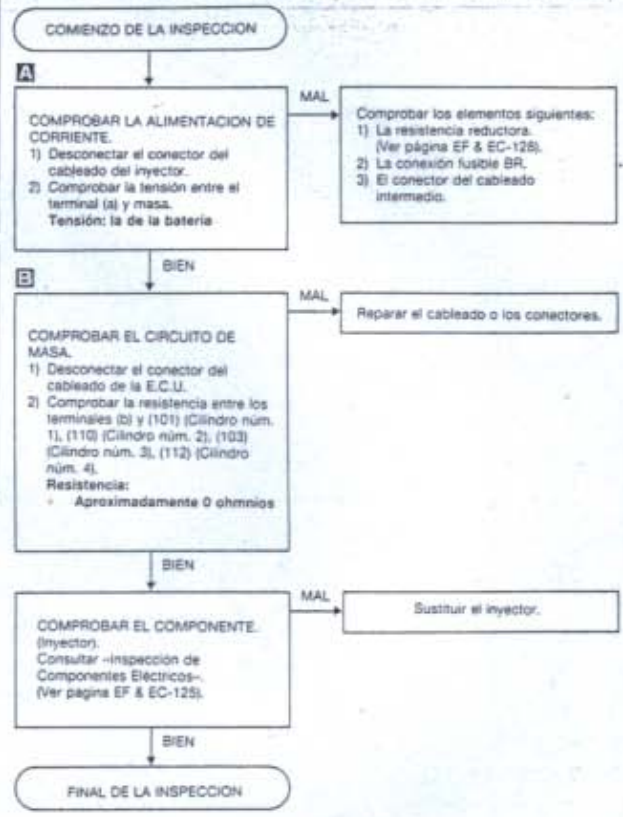 COMIENZO DE LA INSPECCION
A
COMPROBAR LA ALIMENTACION DE
CORRIENTE.
1) Desconectar el conector del
cableado del inyector.
2) Comprobar la tensión entre el
terminal (a) y masa.
Tensión: la de la batería
MAL
Comprobar los elementos siguientes:
1) La resistencia reductora.
(Ver página EF & EC-128).
2) La conexión fusible BR.
3) El conector del cableado
intermedio.
BIEN
B
COMPROBAR EL CIRCUITO DE
MASA.
1) Desconectar el conector del
cableado de la E.C.U.
2) Comprobar la resistencia entre los
terminales (b) y (101) (Cilindro núm.
1), (110) (Cilindro núm. 2), (103)
(Cilindro núm. 3), (112) (Cilindro
núm. 4).
Resistencia:
- Aproximadamente 0 ohmnios
MAL
Reparar el cableado o los conectores.
BIEN
COMPROBAR EL COMPONENTE.
(Inyector).
Consultar –Inspección de
Componentes Eléctricos–.
(Ver página EF & EC-125).
MAL
Sustituir el inyector.
BIEN
FINAL DE LA INSPECCION